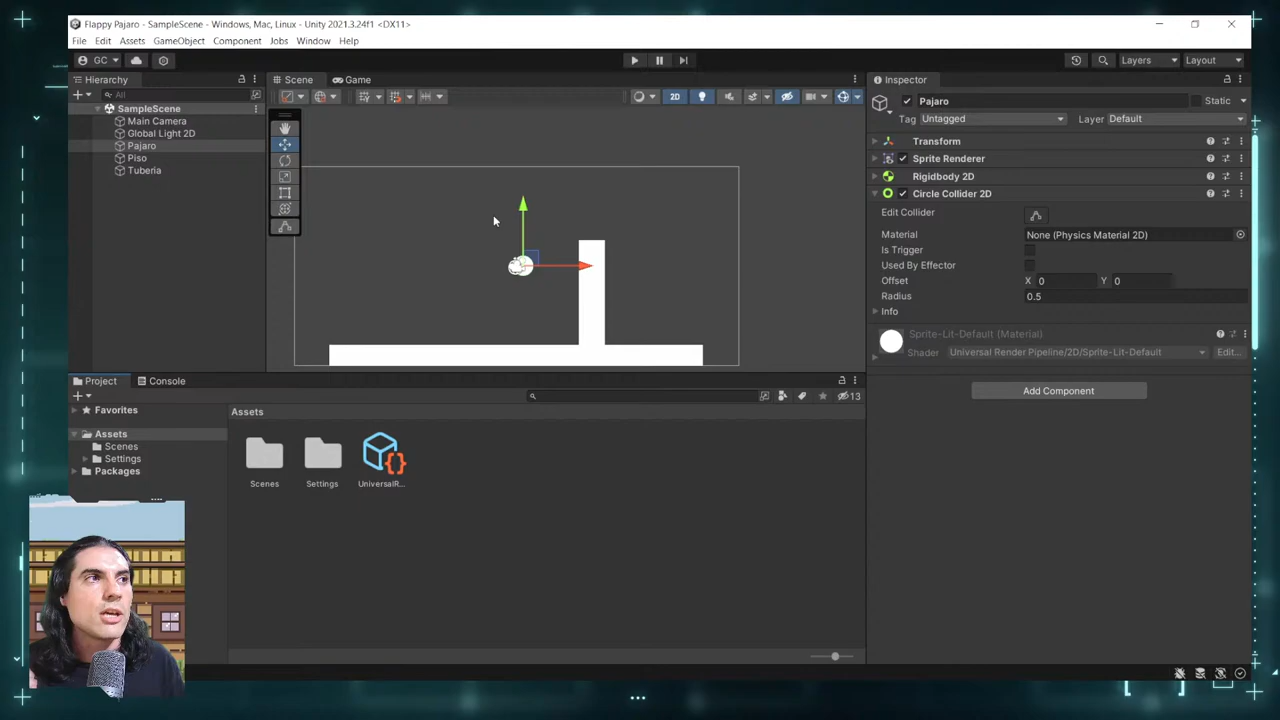 Flappy Pajaro - SampleScene - Windows, Mac, Linux - Unity 2021.3.24f1 <DX11>
File Edit Assets GameObject Component Jobs Window Help
GC
Layers
Layout
Hierarchy
All
SampleScene
Main Camera
Global Light 2D
Pajaro
Piso
Tuberia
Scene
Game
2D
Inspector
Pajaro
Static
Tag Untagged
Layer Default
Transform
Sprite Renderer
Rigidbody 2D
Circle Collider 2D
Edit Collider
Material None (Physics Material 2D)
Is Trigger
Used By Effector
Offset X 0 Y 0
Radius 0.5
Info
Sprite-Lit-Default (Material)
Shader Universal Render Pipeline/2D/Sprite-Lit-Default Edit...
Add Component
Project
Console
13
Favorites
Assets
Scenes
Settings
Packages
Assets
Scenes
Settings
UniversalR...